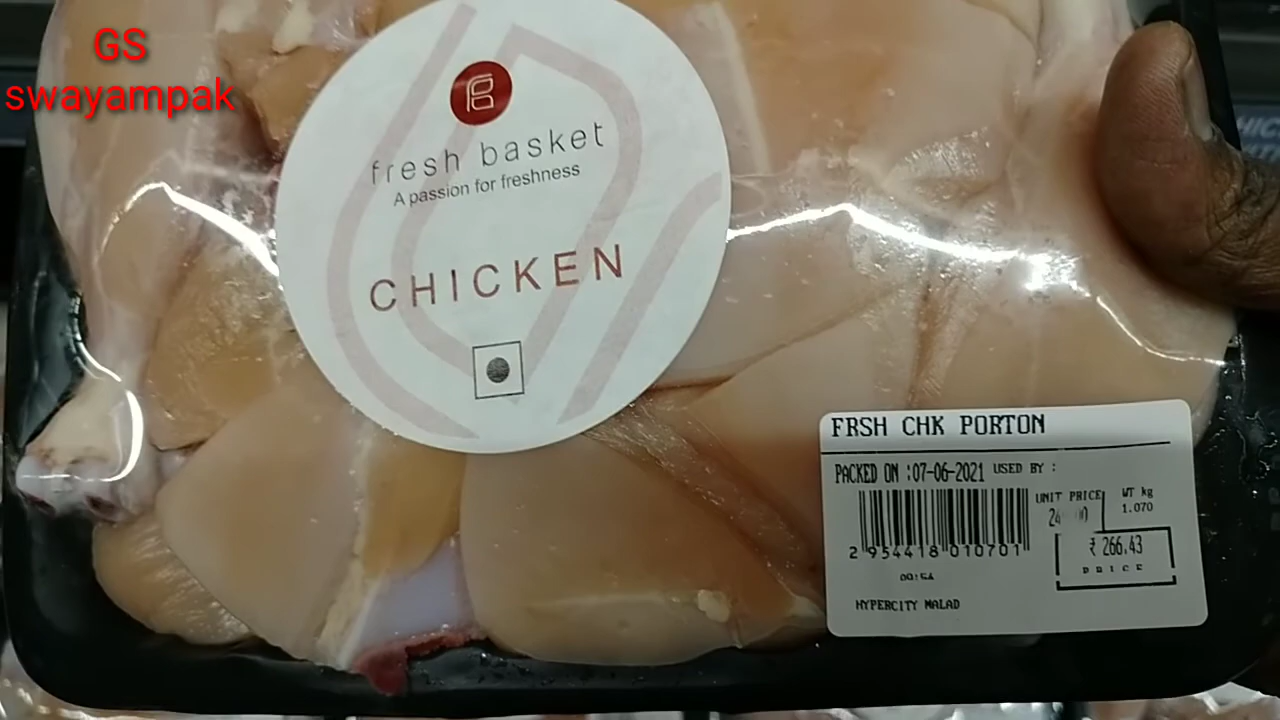 GS
swayampak
fresh basket
A passion for freshness
CHICKEN
FRSH CHK PORTON
PACKED ON :07-06-2021 USED BY :
UNIT PRICE
WT kg
1.070
2 954418 010701
₹ 266.43
PRICE
HYPERCITY MALAD